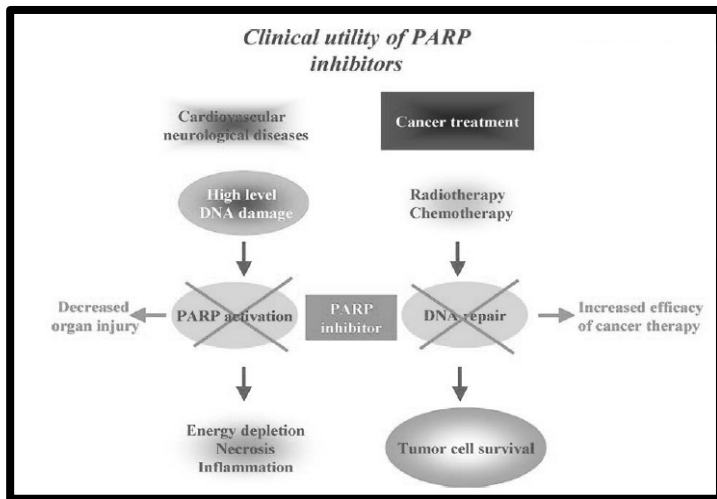 Clinical utility of PARP
inhibitors
Cardiovascular
neurological diseases
Cancer treatment
High level
DNA damage
Radiotherapy
Chemotherapy
Decreased
organ injury
PARP activation
PARP
inhibitor
DNA repair
Increased efficacy
of cancer therapy
Energy depletion
Necrosis
Inflammation
Tumor cell survival